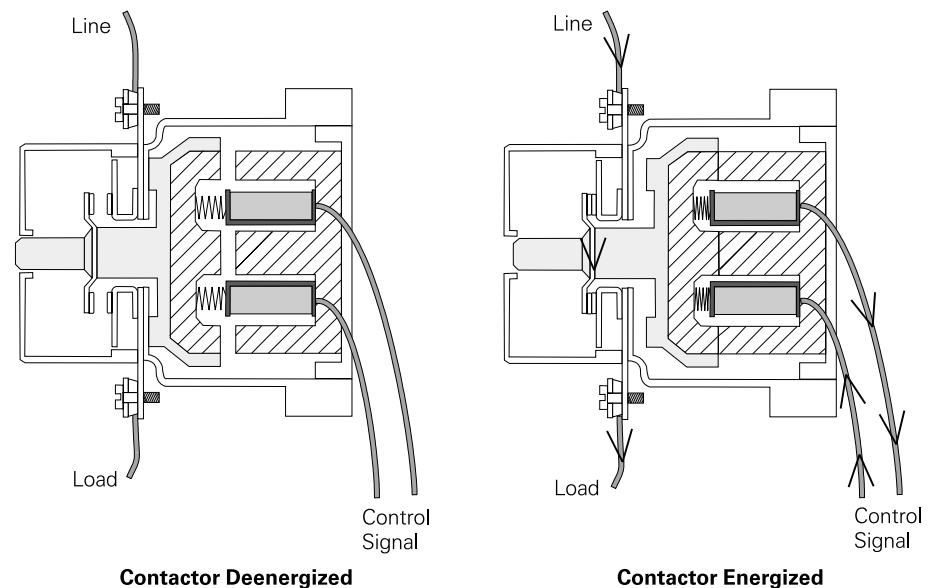 Line
Load
Control
Signal
Contactor Deenergized
Line
Load
Control
Signal
Contactor Energized